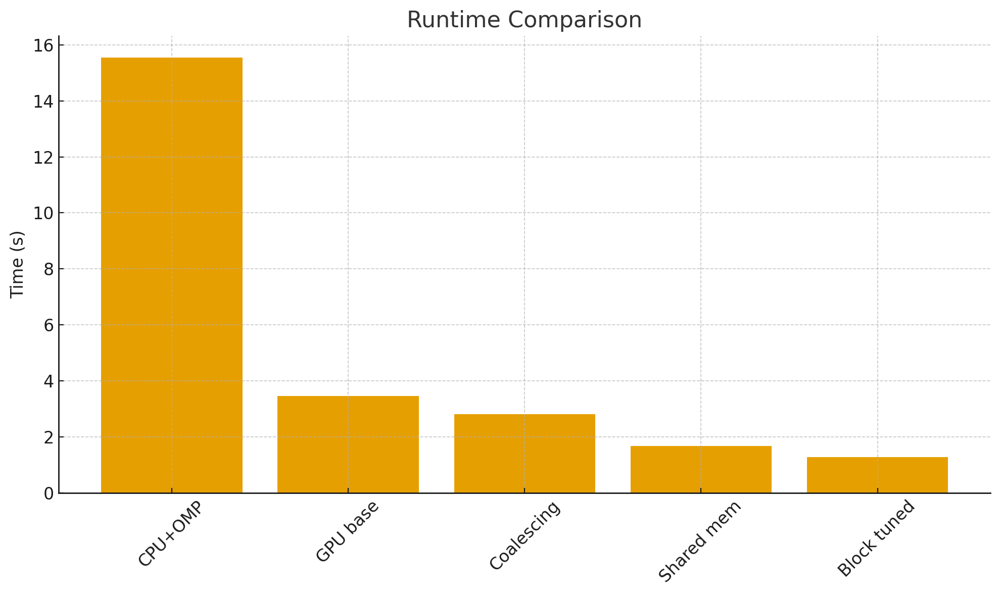 Runtime Comparison
Time (s)
16
14
12
10
8
6
4
2
0
CPU+OMP
GPU base
Coalescing
Shared mem
Block tuned